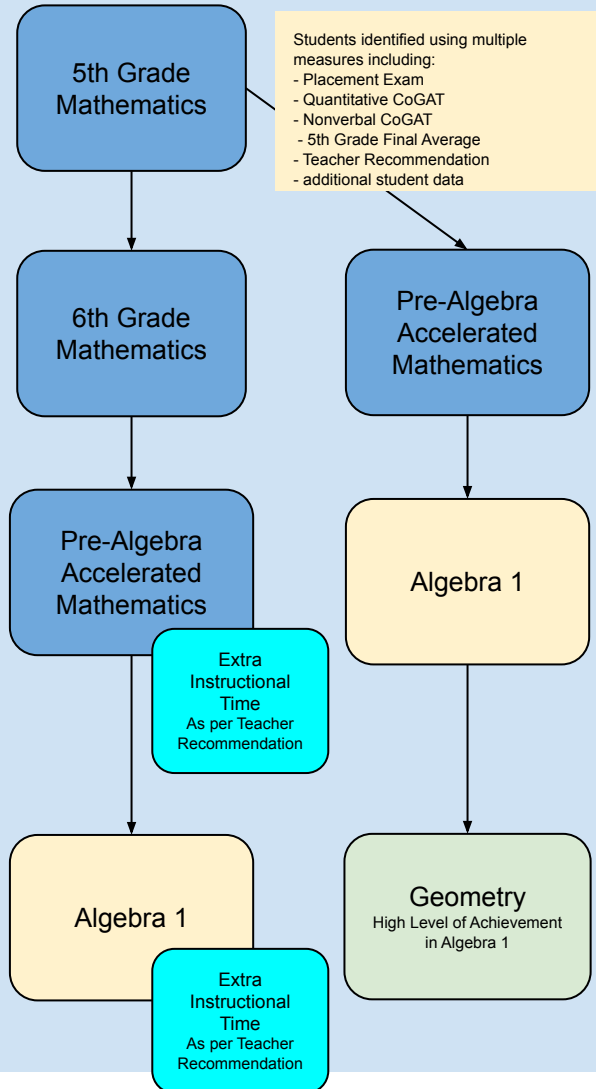 5th Grade
Mathematics
Students identified using multiple
measures including:
- Placement Exam
- Quantitative CoGAT
- Nonverbal CoGAT
- 5th Grade Final Average
- Teacher Recommendation
- additional student data
6th Grade
Mathematics
Pre-Algebra
Accelerated
Mathematics
Pre-Algebra
Accelerated
Mathematics
Extra
Instructional
Time
As per Teacher
Recommendation
Algebra 1
Algebra 1
Extra
Instructional
Time
As per Teacher
Recommendation
Geometry
High Level of Achievement
in Algebra 1